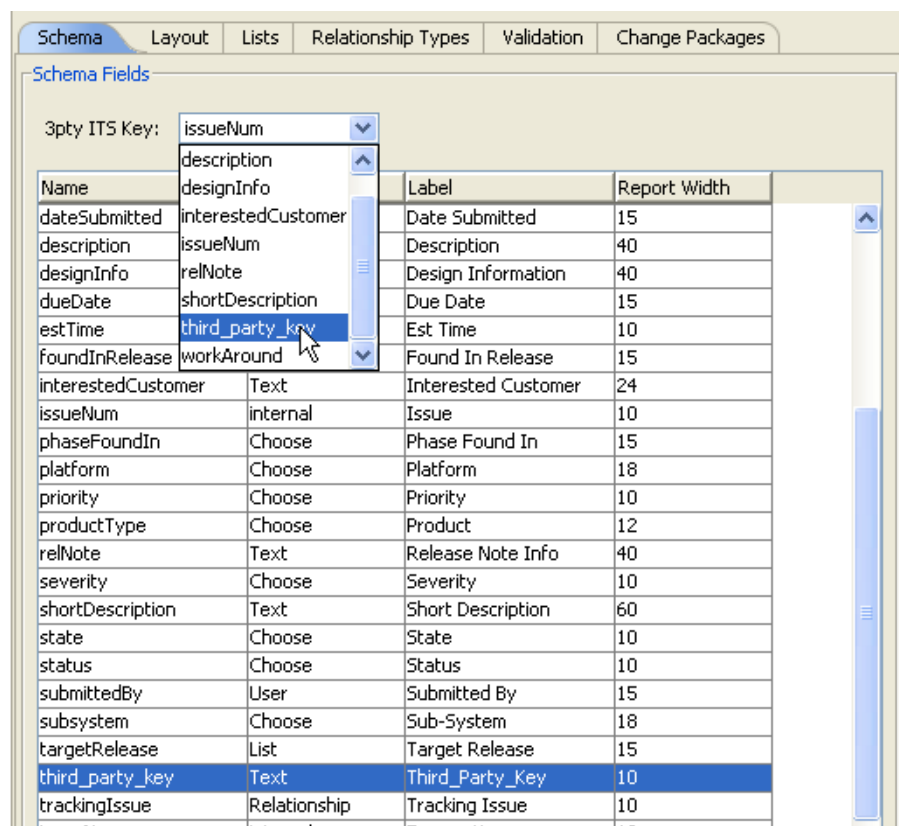 Schema Layout Lists Relationship Types Validation Change Packages
Schema Fields
3pty ITS Key: issueNum
description
designInfo
interestedCustomer
issueNum
relNote
shortDescription
third_party_key
workAround
Name Label Report Width
dateSubmitted Date Submitted 15
description Description 40
designInfo Design Information 40
dueDate Due Date 15
estTime Est Time 10
foundInRelease Found In Release 15
interestedCustomer Text Interested Customer 24
issueNum internal Issue 10
phaseFoundIn Choose Phase Found In 15
platform Choose Platform 18
priority Choose Priority 10
productType Choose Product 12
relNote Text Release Note Info 40
severity Choose Severity 10
shortDescription Text Short Description 60
state Choose State 10
status Choose Status 10
submittedBy User Submitted By 15
subsystem Choose Sub-System 18
targetRelease List Target Release 15
third_party_key Text Third_Party_Key 10
trackingIssue Relationship Tracking Issue 10